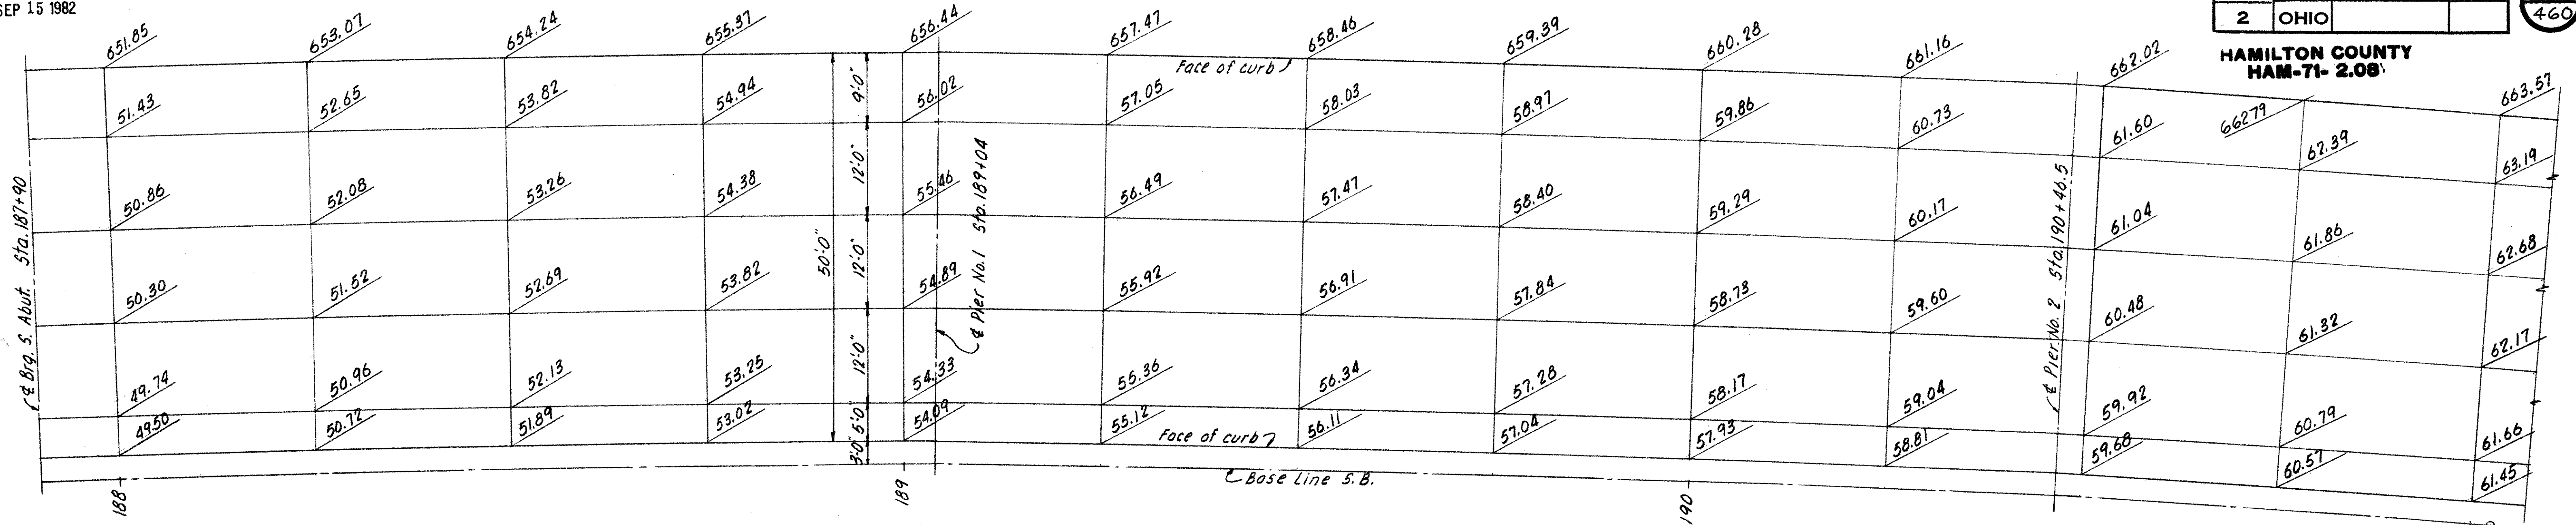 SEP 15 1982
2 OHIO
460
HAMILTON COUNTY
HAM-71- 2.08
651.85 653.07 654.24 655.37 656.44 657.47 658.46 659.39 660.28 661.16 662.02 66279 663.57
Face of curb
51.43 52.65 53.82 54.94 56.02 57.05 58.03 58.97 59.86 60.73 61.60 62.39 63.19
50.86 52.08 53.26 54.38 55.46 56.49 57.47 58.40 59.29 60.17 61.04 61.86 62.68
50.30 51.52 52.69 53.82 54.89 55.92 56.91 57.84 58.73 59.60 60.48 61.32 62.17
49.74 50.96 52.13 53.25 54.33 55.36 56.34 57.28 58.17 59.04 59.92 60.79 61.66
49.50 50.72 51.89 53.02 54.09 55.12 56.11 57.04 57.93 58.81 59.68 60.57 61.45
Face of curb
℄ Brg. S. Abut. Sta. 187+90
50'-0"
9'-0"
12'-0"
12'-0"
12'-0"
5'-0"
3'-0"
℄ Pier No.1 Sta. 189+04
℄ Pier No. 2 Sta. 190+46.5
Base Line S.B.
188
189
190